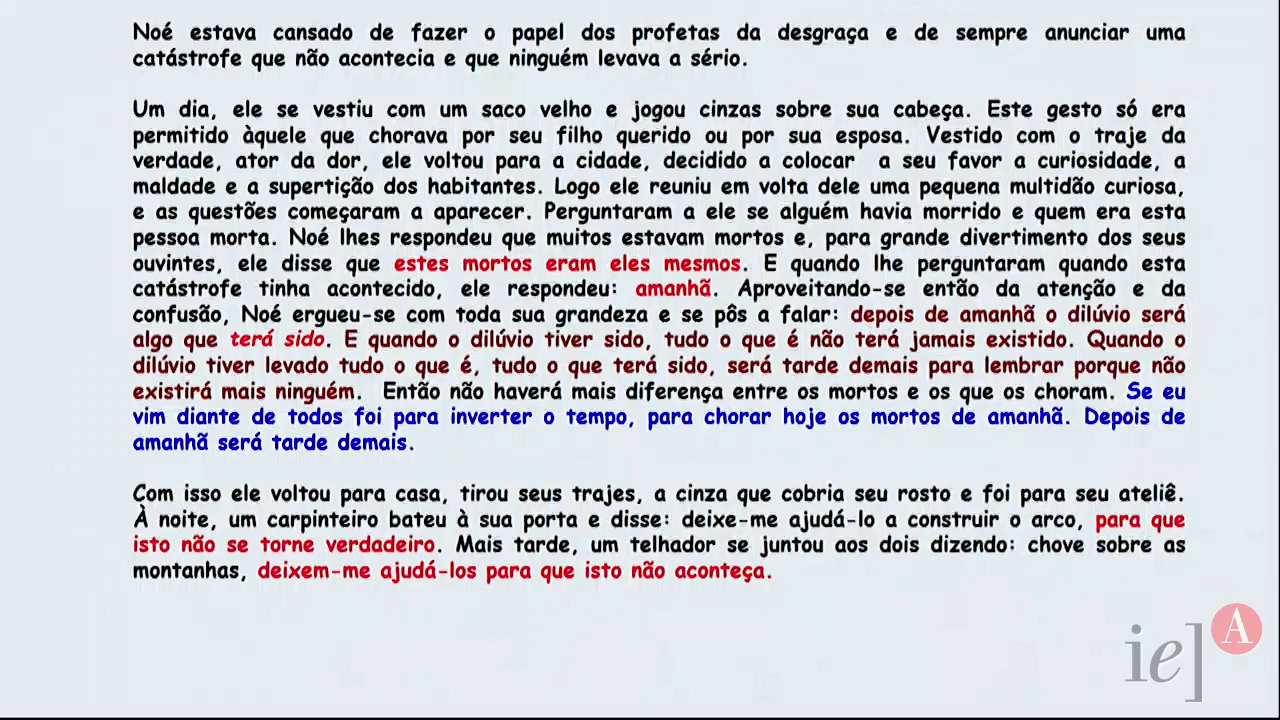 Noé estava cansado de fazer o papel dos profetas da desgraça e de sempre anunciar uma
catástrofe que não acontecia e que ninguém levava a sério.
Um dia, ele se vestiu com um saco velho e jogou cinzas sobre sua cabeça. Este gesto só era
permitido àquele que chorava por seu filho querido ou por sua esposa. Vestido com o traje da
verdade, ator da dor, ele voltou para a cidade, decidido a colocar a seu favor a curiosidade, a
maldade e a supertição dos habitantes. Logo ele reuniu em volta dele uma pequena multidão curiosa,
e as questões começaram a aparecer. Perguntaram a ele se alguém havia morrido e quem era esta
pessoa morta. Noé lhes respondeu que muitos estavam mortos e, para grande divertimento dos seus
ouvintes, ele disse que estes mortos eram eles mesmos. E quando lhe perguntaram quando esta
catástrofe tinha acontecido, ele respondeu: amanhã. Aproveitando-se então da atenção e da
confusão, Noé ergueu-se com toda sua grandeza e se pôs a falar: depois de amanhã o dilúvio será
algo que terá sido. E quando o dilúvio tiver sido, tudo o que é não terá jamais existido. Quando o
dilúvio tiver levado tudo o que é, tudo o que terá sido, será tarde demais para lembrar porque não
existirá mais ninguém. Então não haverá mais diferença entre os mortos e os que os choram. Se eu
vim diante de todos foi para inverter o tempo, para chorar hoje os mortos de amanhã. Depois de
amanhã será tarde demais.
Com isso ele voltou para casa, tirou seus trajes, a cinza que cobria seu rosto e foi para seu ateliê.
À noite, um carpinteiro bateu à sua porta e disse: deixe-me ajudá-lo a construir o arco, para que
isto não se torne verdadeiro. Mais tarde, um telhador se juntou aos dois dizendo: chove sobre as
montanhas, deixem-me ajudá-los para que isto não aconteça.
ie] A